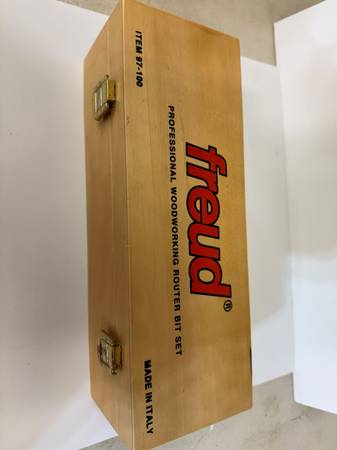 ITEM 97-100
freud®
PROFESSIONAL WOODWORKING ROUTER BIT SET
MADE IN ITALY